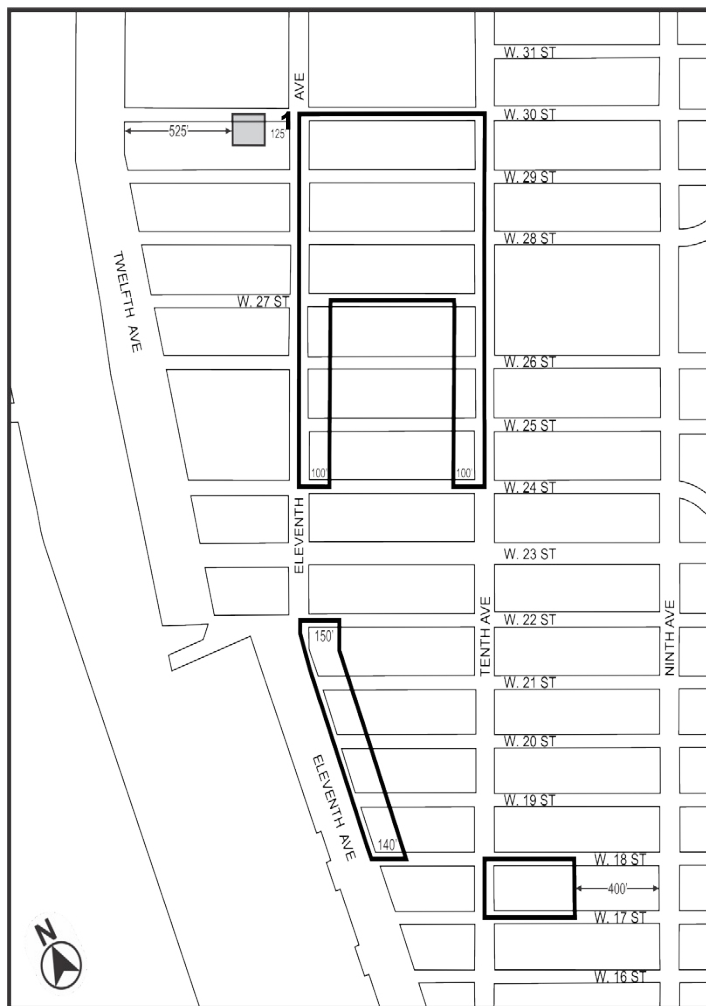 W. 31 ST
AVE
W. 30 ST
1
525'
125'
W. 29 ST
W. 28 ST
TWELFTH AVE
W. 27 ST
W. 26 ST
W. 25 ST
100'
100'
W. 24 ST
ELEVENTH
W. 23 ST
W. 22 ST
150'
TENTH AVE
NINTH AVE
W. 21 ST
W. 20 ST
ELEVENTH AVE
W. 19 ST
140'
W. 18 ST
400'
W. 17 ST
N
W. 16 ST